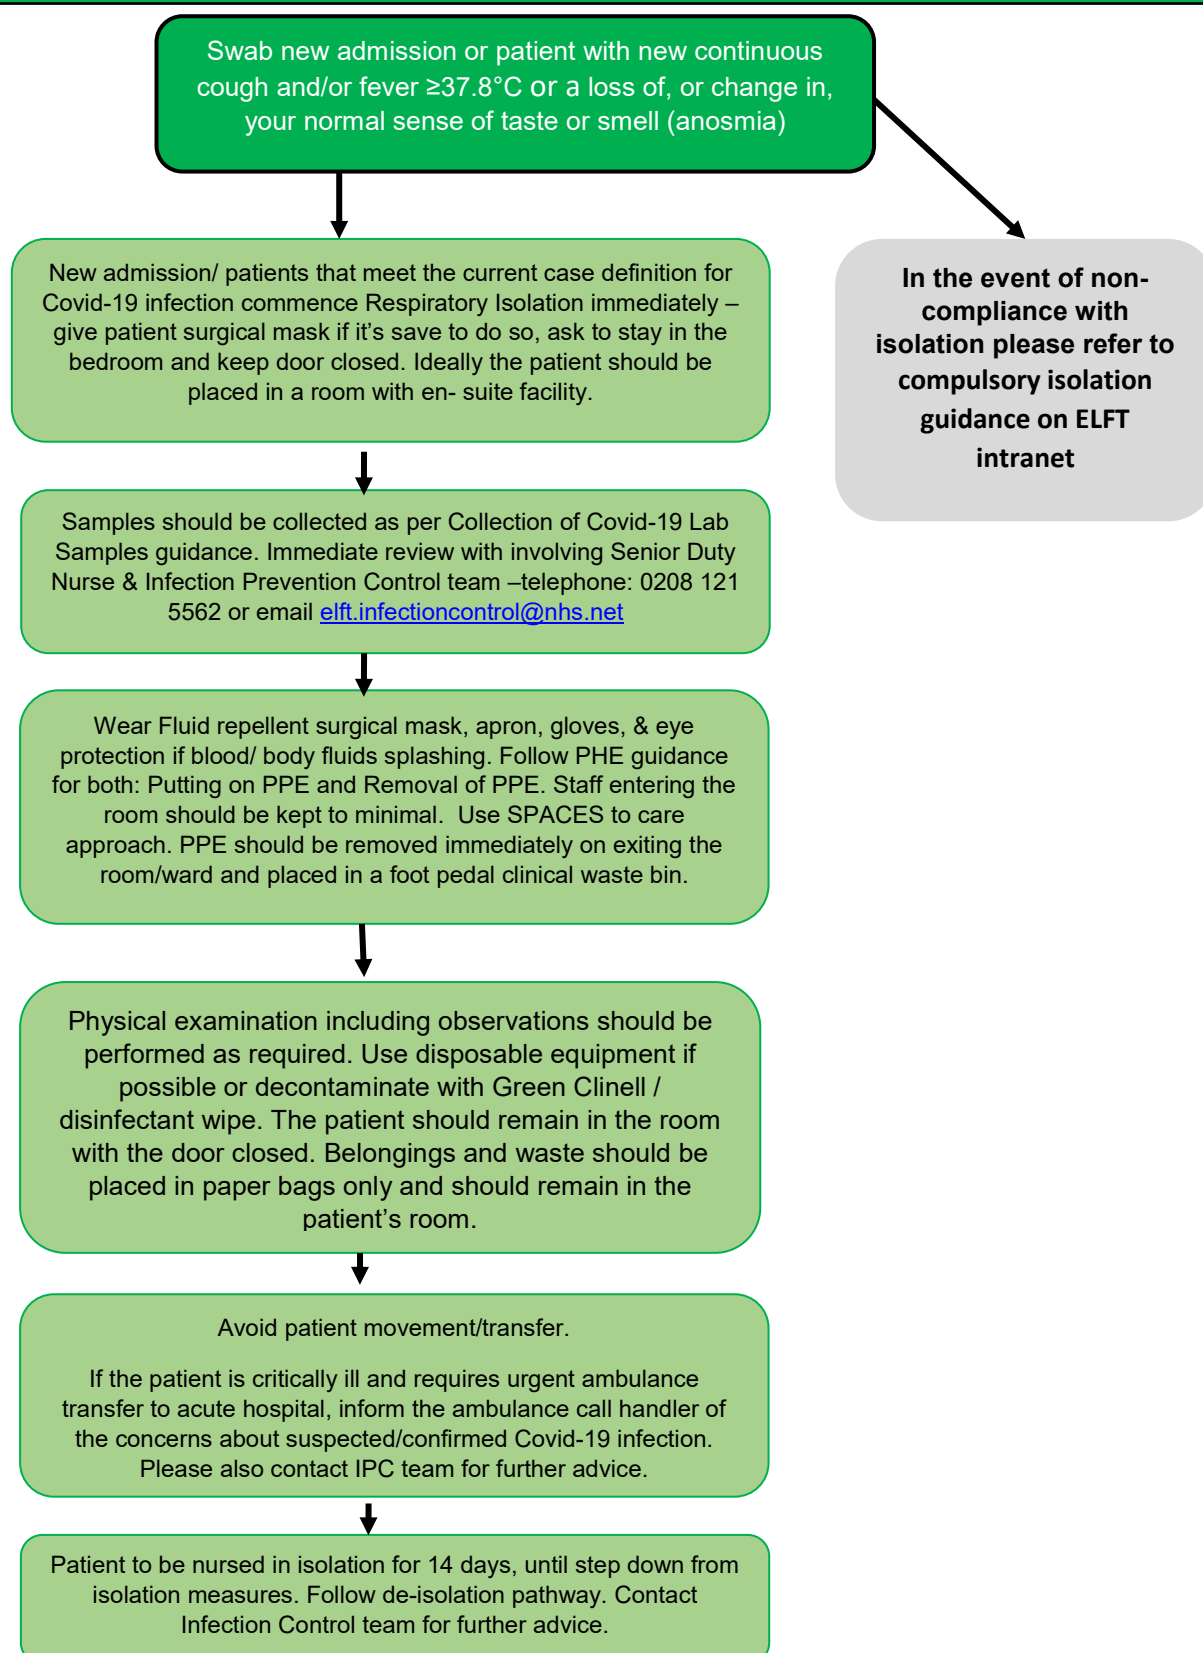 Swab new admission or patient with new continuous
cough and/or fever ≥37.8°C or a loss of, or change in,
your normal sense of taste or smell (anosmia)
New admission/ patients that meet the current case definition for
Covid-19 infection commence Respiratory Isolation immediately –
give patient surgical mask if it’s save to do so, ask to stay in the
bedroom and keep door closed. Ideally the patient should be
placed in a room with en- suite facility.
In the event of non-
compliance with
isolation please refer to
compulsory isolation
guidance on ELFT
intranet
Samples should be collected as per Collection of Covid-19 Lab
Samples guidance. Immediate review with involving Senior Duty
Nurse & Infection Prevention Control team –telephone: 0208 121
5562 or email elft.infectioncontrol@nhs.net
Wear Fluid repellent surgical mask, apron, gloves, & eye
protection if blood/ body fluids splashing. Follow PHE guidance
for both: Putting on PPE and Removal of PPE. Staff entering the
room should be kept to minimal.  Use SPACES to care
approach. PPE should be removed immediately on exiting the
room/ward and placed in a foot pedal clinical waste bin.
Physical examination including observations should be
performed as required. Use disposable equipment if
possible or decontaminate with Green Clinell /
disinfectant wipe. The patient should remain in the room
with the door closed. Belongings and waste should be
placed in paper bags only and should remain in the
patient’s room.
Avoid patient movement/transfer.
If the patient is critically ill and requires urgent ambulance
transfer to acute hospital, inform the ambulance call handler of
the concerns about suspected/confirmed Covid-19 infection.
Please also contact IPC team for further advice.
Patient to be nursed in isolation for 14 days, until step down from
isolation measures. Follow de-isolation pathway. Contact
Infection Control team for further advice.